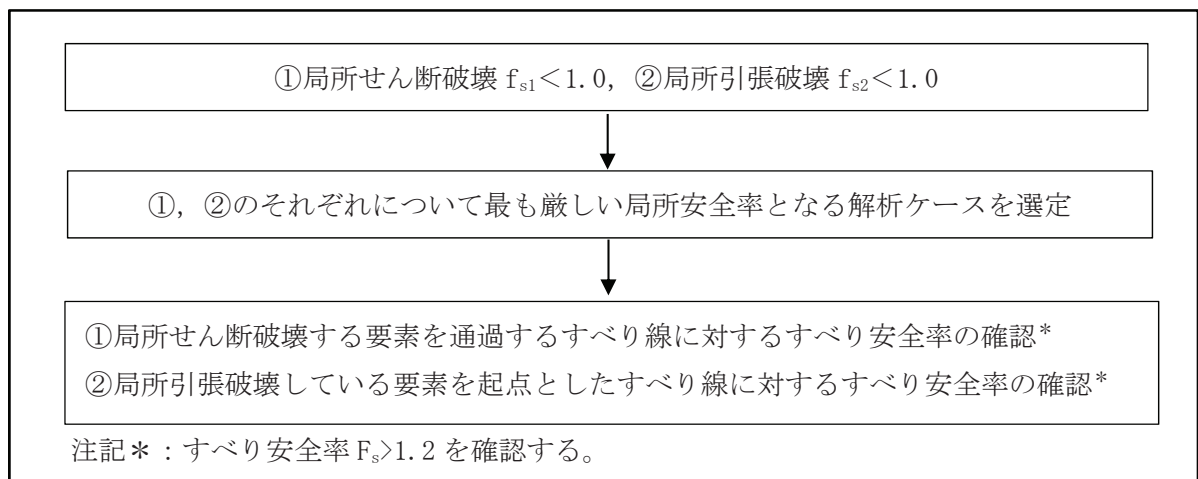 ①局所せん断破壊 fs1<1.0, ②局所引張破壊 fs2<1.0
①, ②のそれぞれについて最も厳しい局所安全率となる解析ケースを選定
①局所せん断破壊する要素を通過するすべり線に対するすべり安全率の確認*
②局所引張破壊している要素を起点としたすべり線に対するすべり安全率の確認*
注記＊：すべり安全率 Fs>1.2 を確認する。